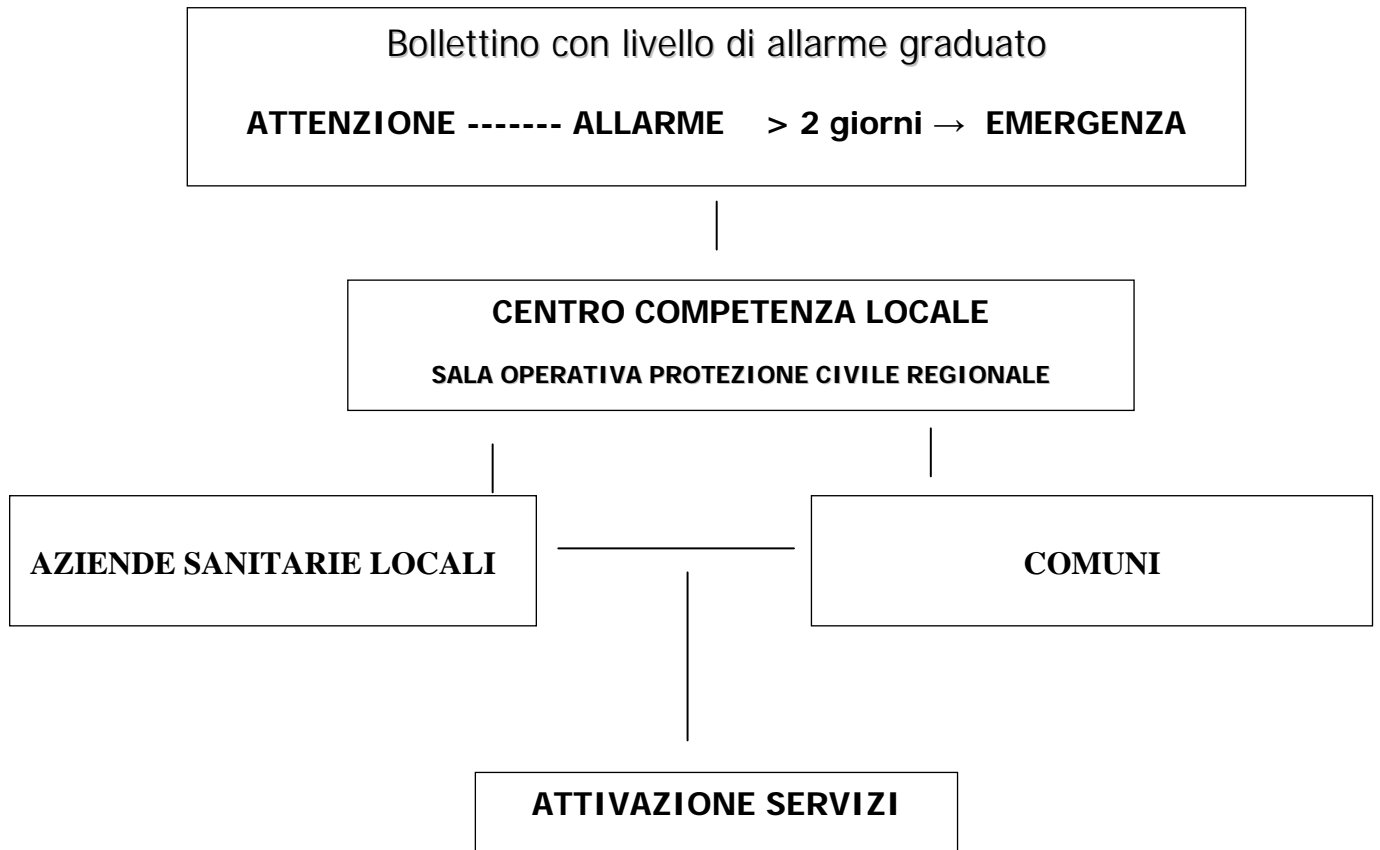 Bollettino con livello di allarme graduato
ATTENZIONE ------- ALLARME > 2 giorni → EMERGENZA
CENTRO COMPETENZA LOCALE
SALA OPERATIVA PROTEZIONE CIVILE REGIONALE
AZIENDE SANITARIE LOCALI
COMUNI
ATTIVAZIONE SERVIZI